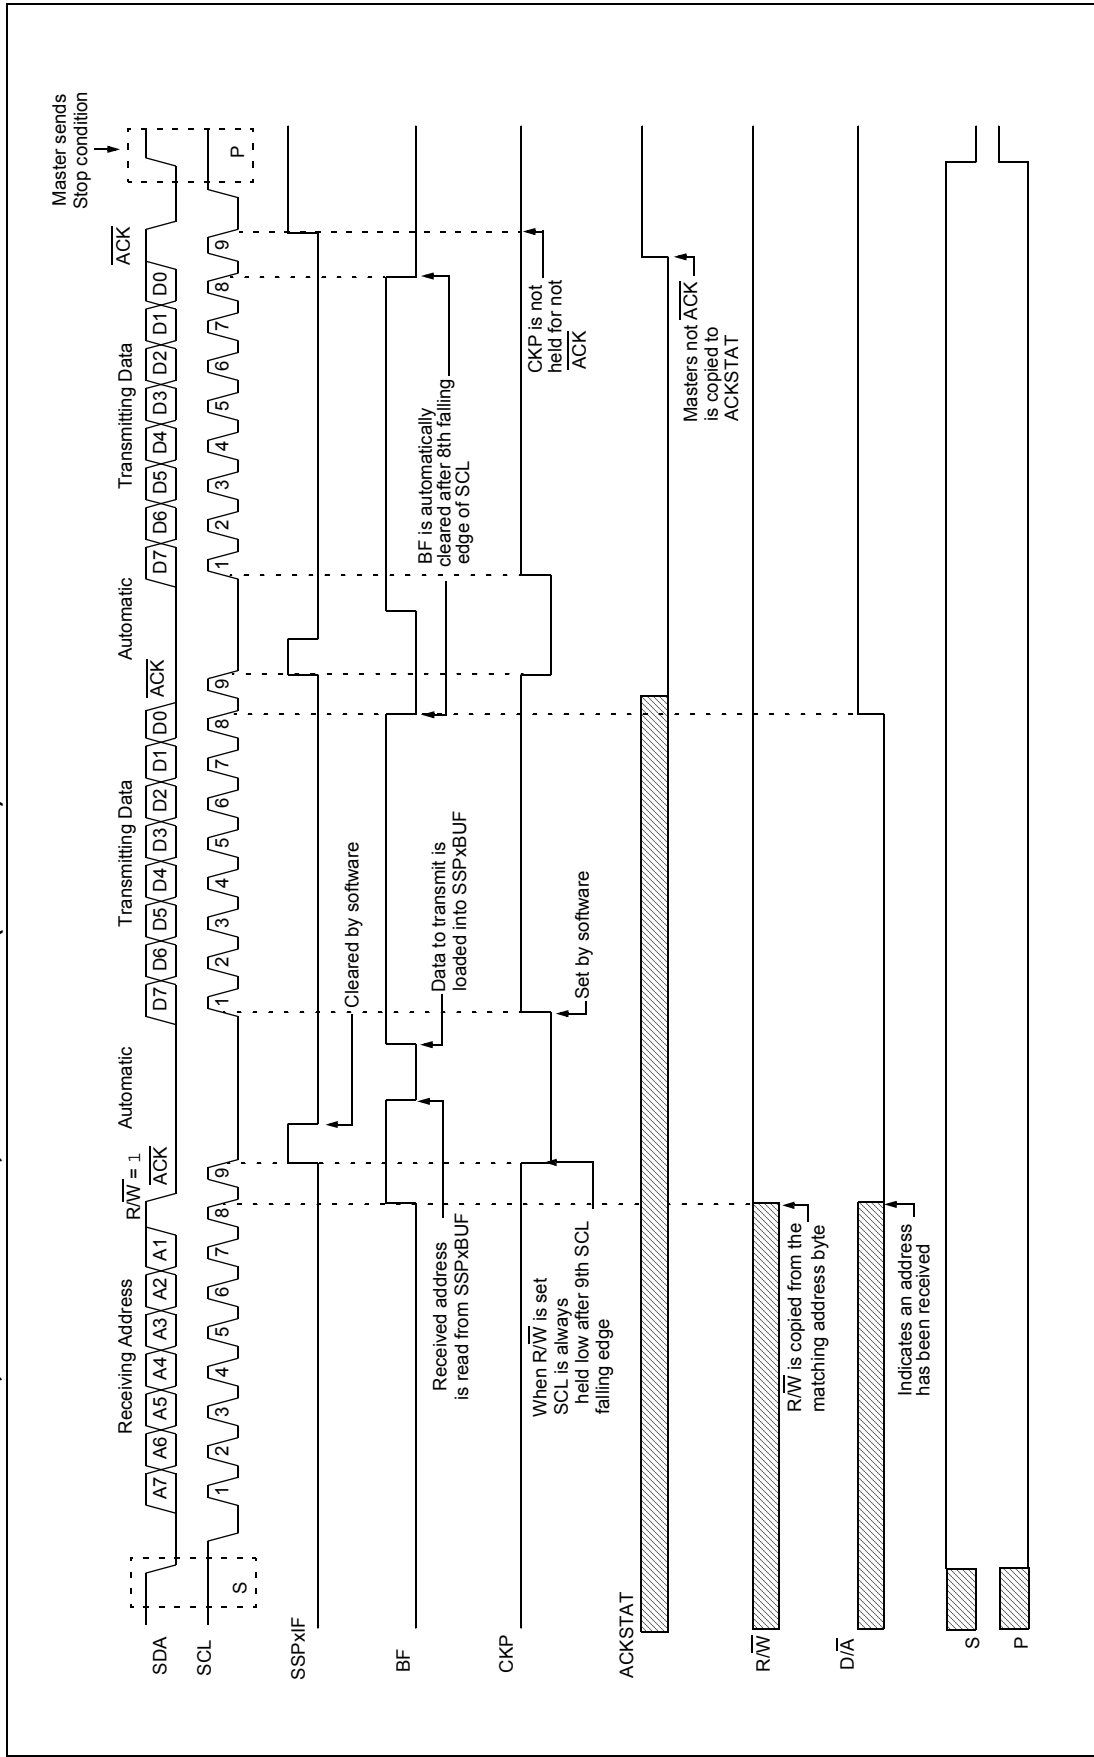 Master sends
Stop condition
Receiving Address
R/W̅ = 1
A̅C̅K̅
Automatic
Transmitting Data
A̅C̅K̅
Automatic
Transmitting Data
A̅C̅K̅
SDA
A7 A6 A5 A4 A3 A2 A1
D7 D6 D5 D4 D3 D2 D1 D0
D7 D6 D5 D4 D3 D2 D1 D0
SCL
S
1 2 3 4 5 6 7 8 9
1 2 3 4 5 6 7 8 9
1 2 3 4 5 6 7 8 9
P
SSPxIF
Cleared by software
BF
Received address
is read from SSPxBUF
Data to transmit is
loaded into SSPxBUF
BF is automatically
cleared after 8th falling
edge of SCL
CKP
When R/W̅ is set
SCL is always
held low after 9th SCL
falling edge
Set by software
CKP is not
held for not
A̅C̅K̅
ACKSTAT
Masters not A̅C̅K̅
is copied to
ACKSTAT
R/W̅
R/W̅ is copied from the
matching address byte
D/A̅
Indicates an address
has been received
S
P